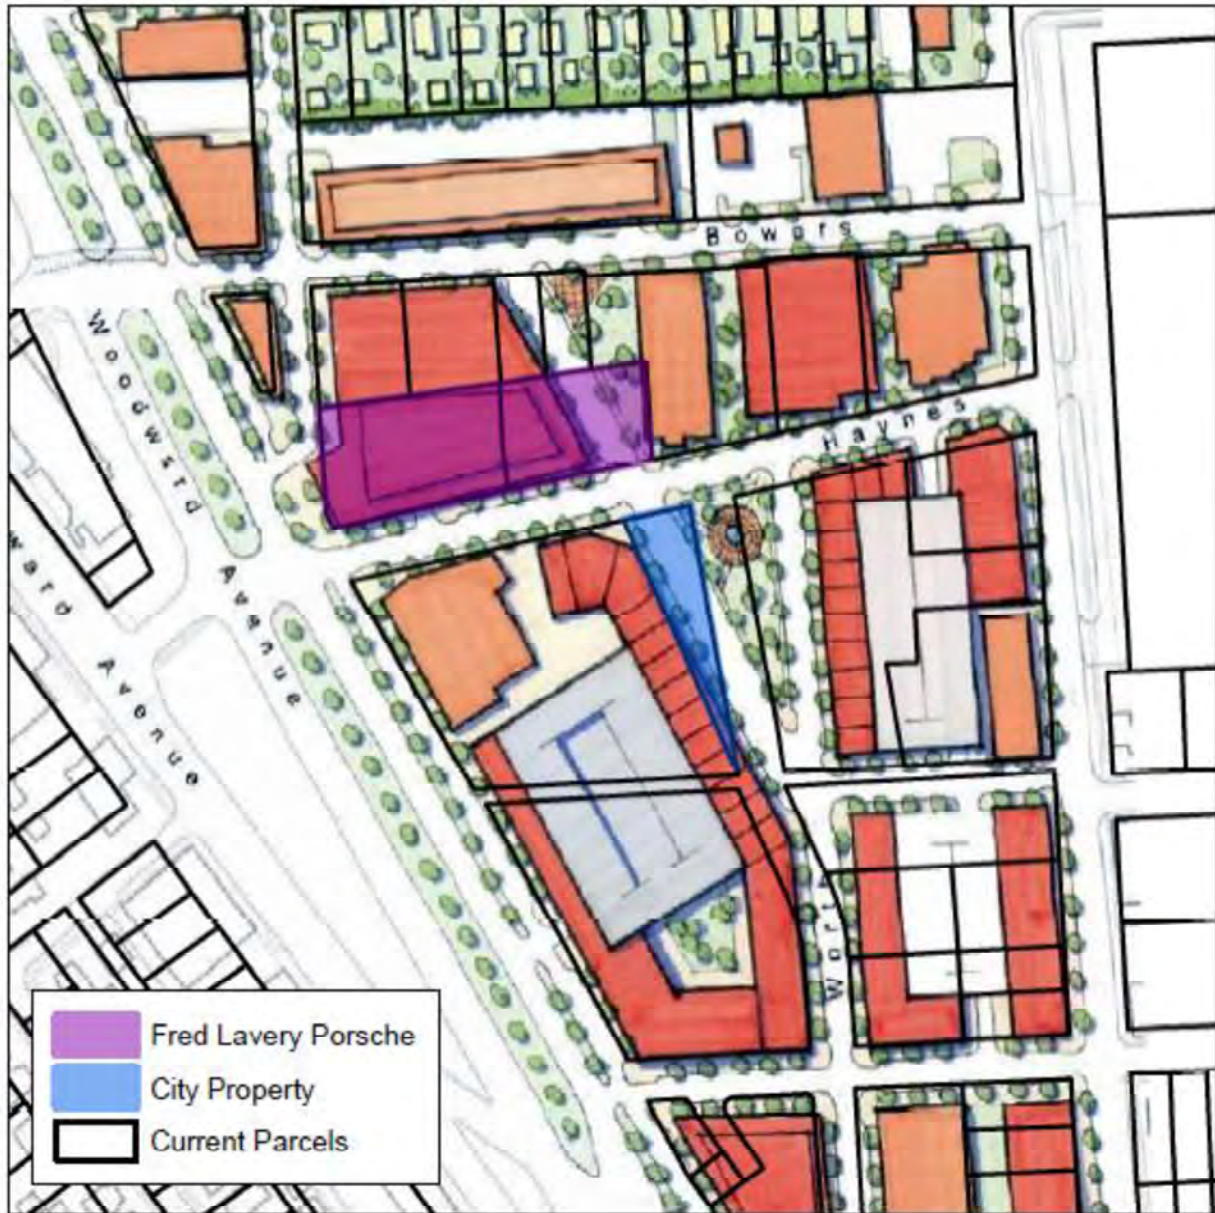 Bowers
Woodward
Haynes
Avenue
ward
Avenue
Worth
Fred Lavery Porsche
City Property
Current Parcels